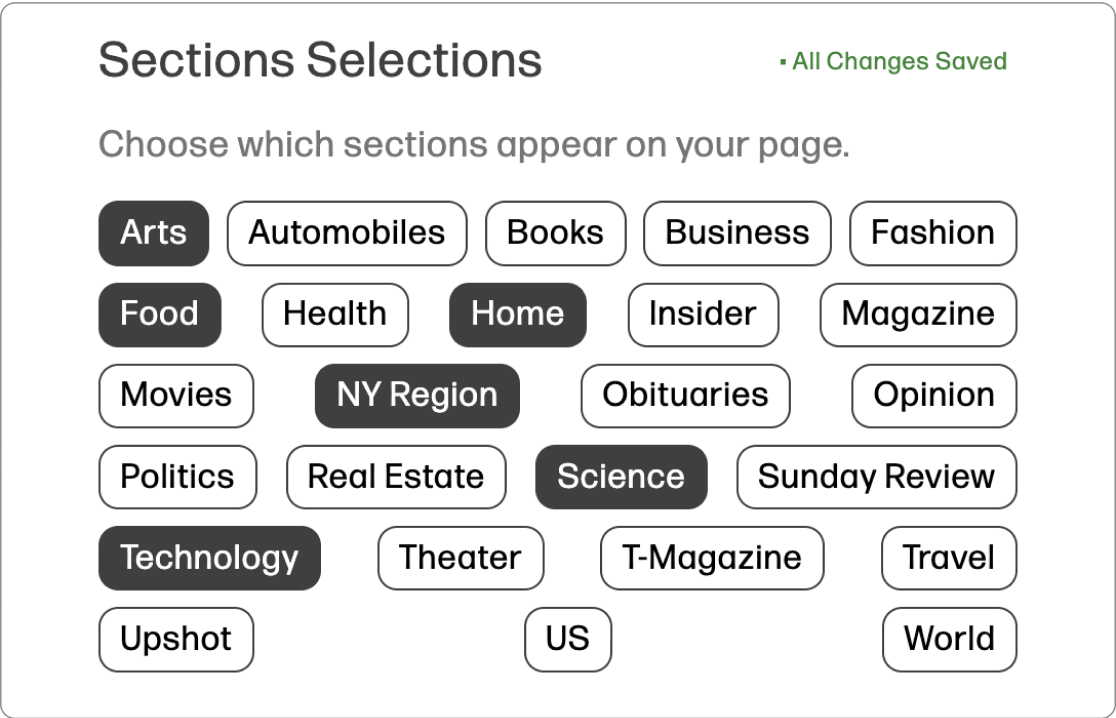 Sections Selections
▪ All Changes Saved
Choose which sections appear on your page.
Arts Automobiles Books Business Fashion
Food Health Home Insider Magazine
Movies NY Region Obituaries Opinion
Politics Real Estate Science Sunday Review
Technology Theater T-Magazine Travel
Upshot US World